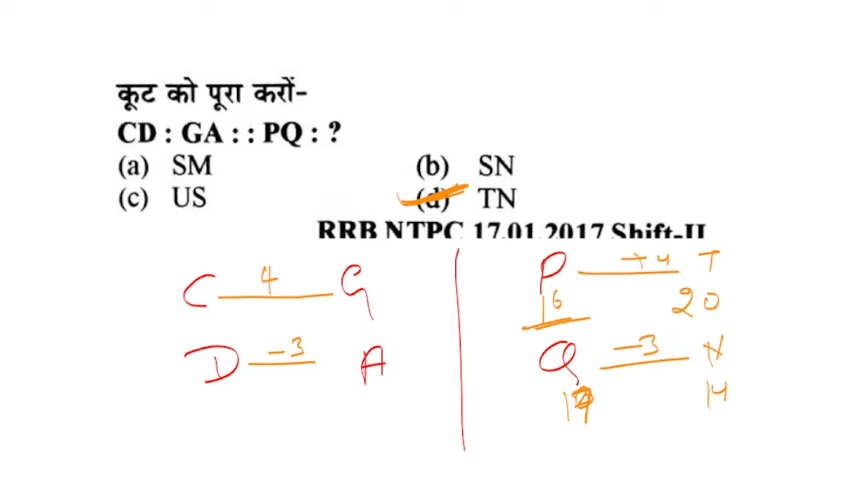 कूट को पूरा करों-
CD : GA : : PQ : ?
(a) SM (b) SN
(c) US (d) TN
RRB NTPC 17.01.2017 Shift-II
C 4 G
D -3 A
P +4 T
16 20
Q -3 N
17 14